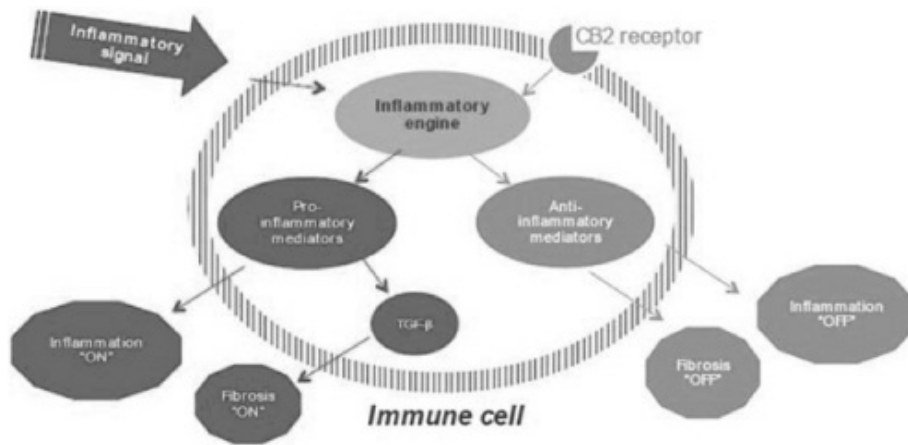 Inflammatory
signal
CB2 receptor
Inflammatory
engine
Pro-
inflammatory
mediators
Anti-
inflammatory
mediators
TGF-β
Inflammation
"ON"
Fibrosis
"ON"
Inflammation
"OFF"
Fibrosis
"OFF"
Immune cell